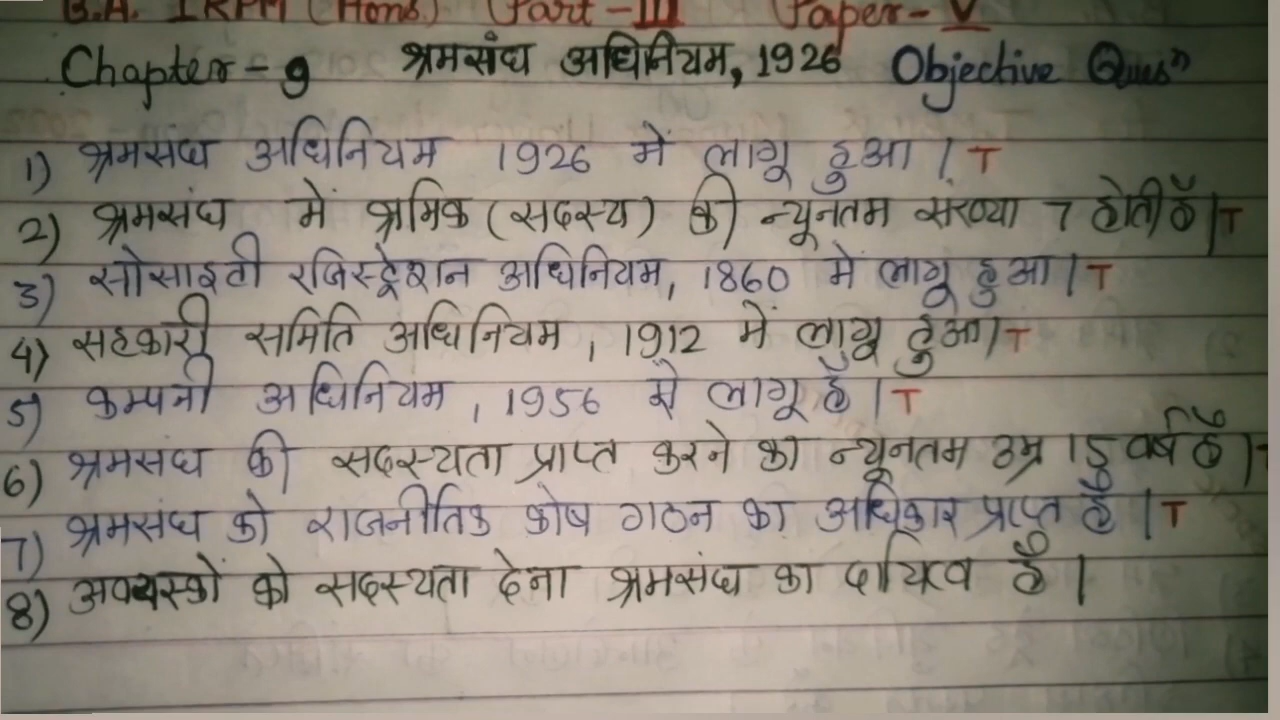 B.A. IRPM (Hons.) Part-III Paper-V
Chapter-9 श्रमसंघ अधिनियम, 1926 Objective Quesⁿ
1) श्रमसंघ अधिनियम 1926 में लागू हुआ। T
2) श्रमसंघ में श्रमिक (सदस्य) की न्यूनतम संख्या 7 होती है। T
3) सोसाइटी रजिस्ट्रेशन अधिनियम, 1860 में लागू हुआ। T
4) सहकारी समिति अधिनियम, 1912 में लागू हुआ। T
5) कम्पनी अधिनियम, 1956 से लागू है। T
6) श्रमसंघ की सदस्यता प्राप्त करने का न्यूनतम उम्र 15 वर्ष है।
7) श्रमसंघ को राजनीतिक कोष गठन का अधिकार प्राप्त है। T
8) अवयस्कों को सदस्यता देना श्रमसंघ का दायित्व है।